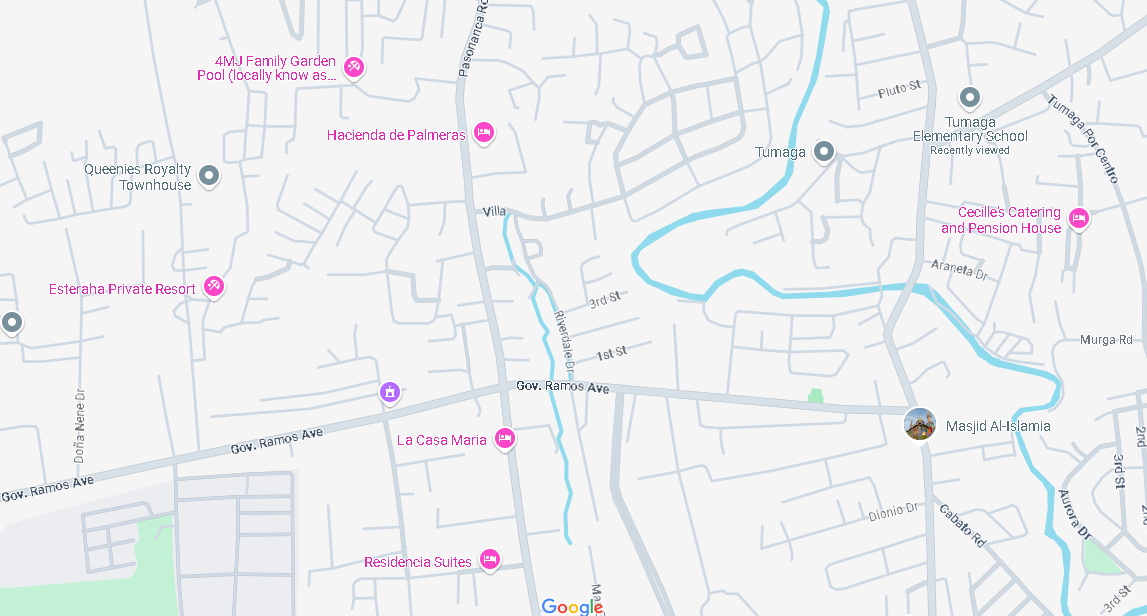 Pasonanca Ro
4MJ Family Garden
Pool (locally know as...
Pluto St
Tumaga
Elementary School
Recently viewed
Tumaga Por Centro
Hacienda de Palmeras
Tumaga
Queenies Royalty
Townhouse
Villa
Cecille's Catering
and Pension House
Araneta Dr
Esteraha Private Resort
3rd St
Riverdale Dr
1st St
Murga Rd
Gov. Ramos Ave
Doña Nene Dr
Gov. Ramos Ave
La Casa Maria
Masjid Al-Islamia
2nd
3rd St
Gov. Ramos Ave
Aurora Dr
Dionio Dr
Cabato Rd
Residencia Suites
3rd St
Google